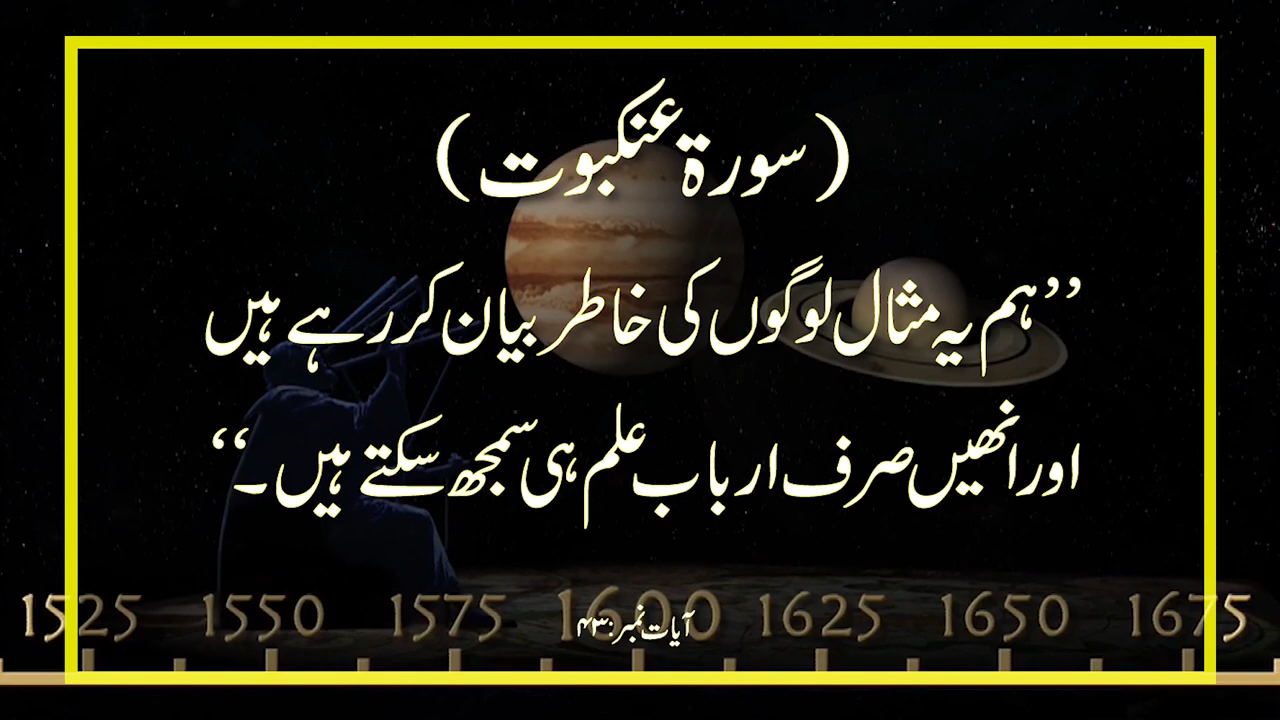 ( سورۃ عنکبوت )
’’ہم یہ مثال لوگوں کی خاطر بیان کر رہے ہیں
اور انھیں صرف ارباب علم ہی سمجھ سکتے ہیں۔‘‘
آیات نمبر: ۴۳
1525 1550 1575 1600 1625 1650 1675